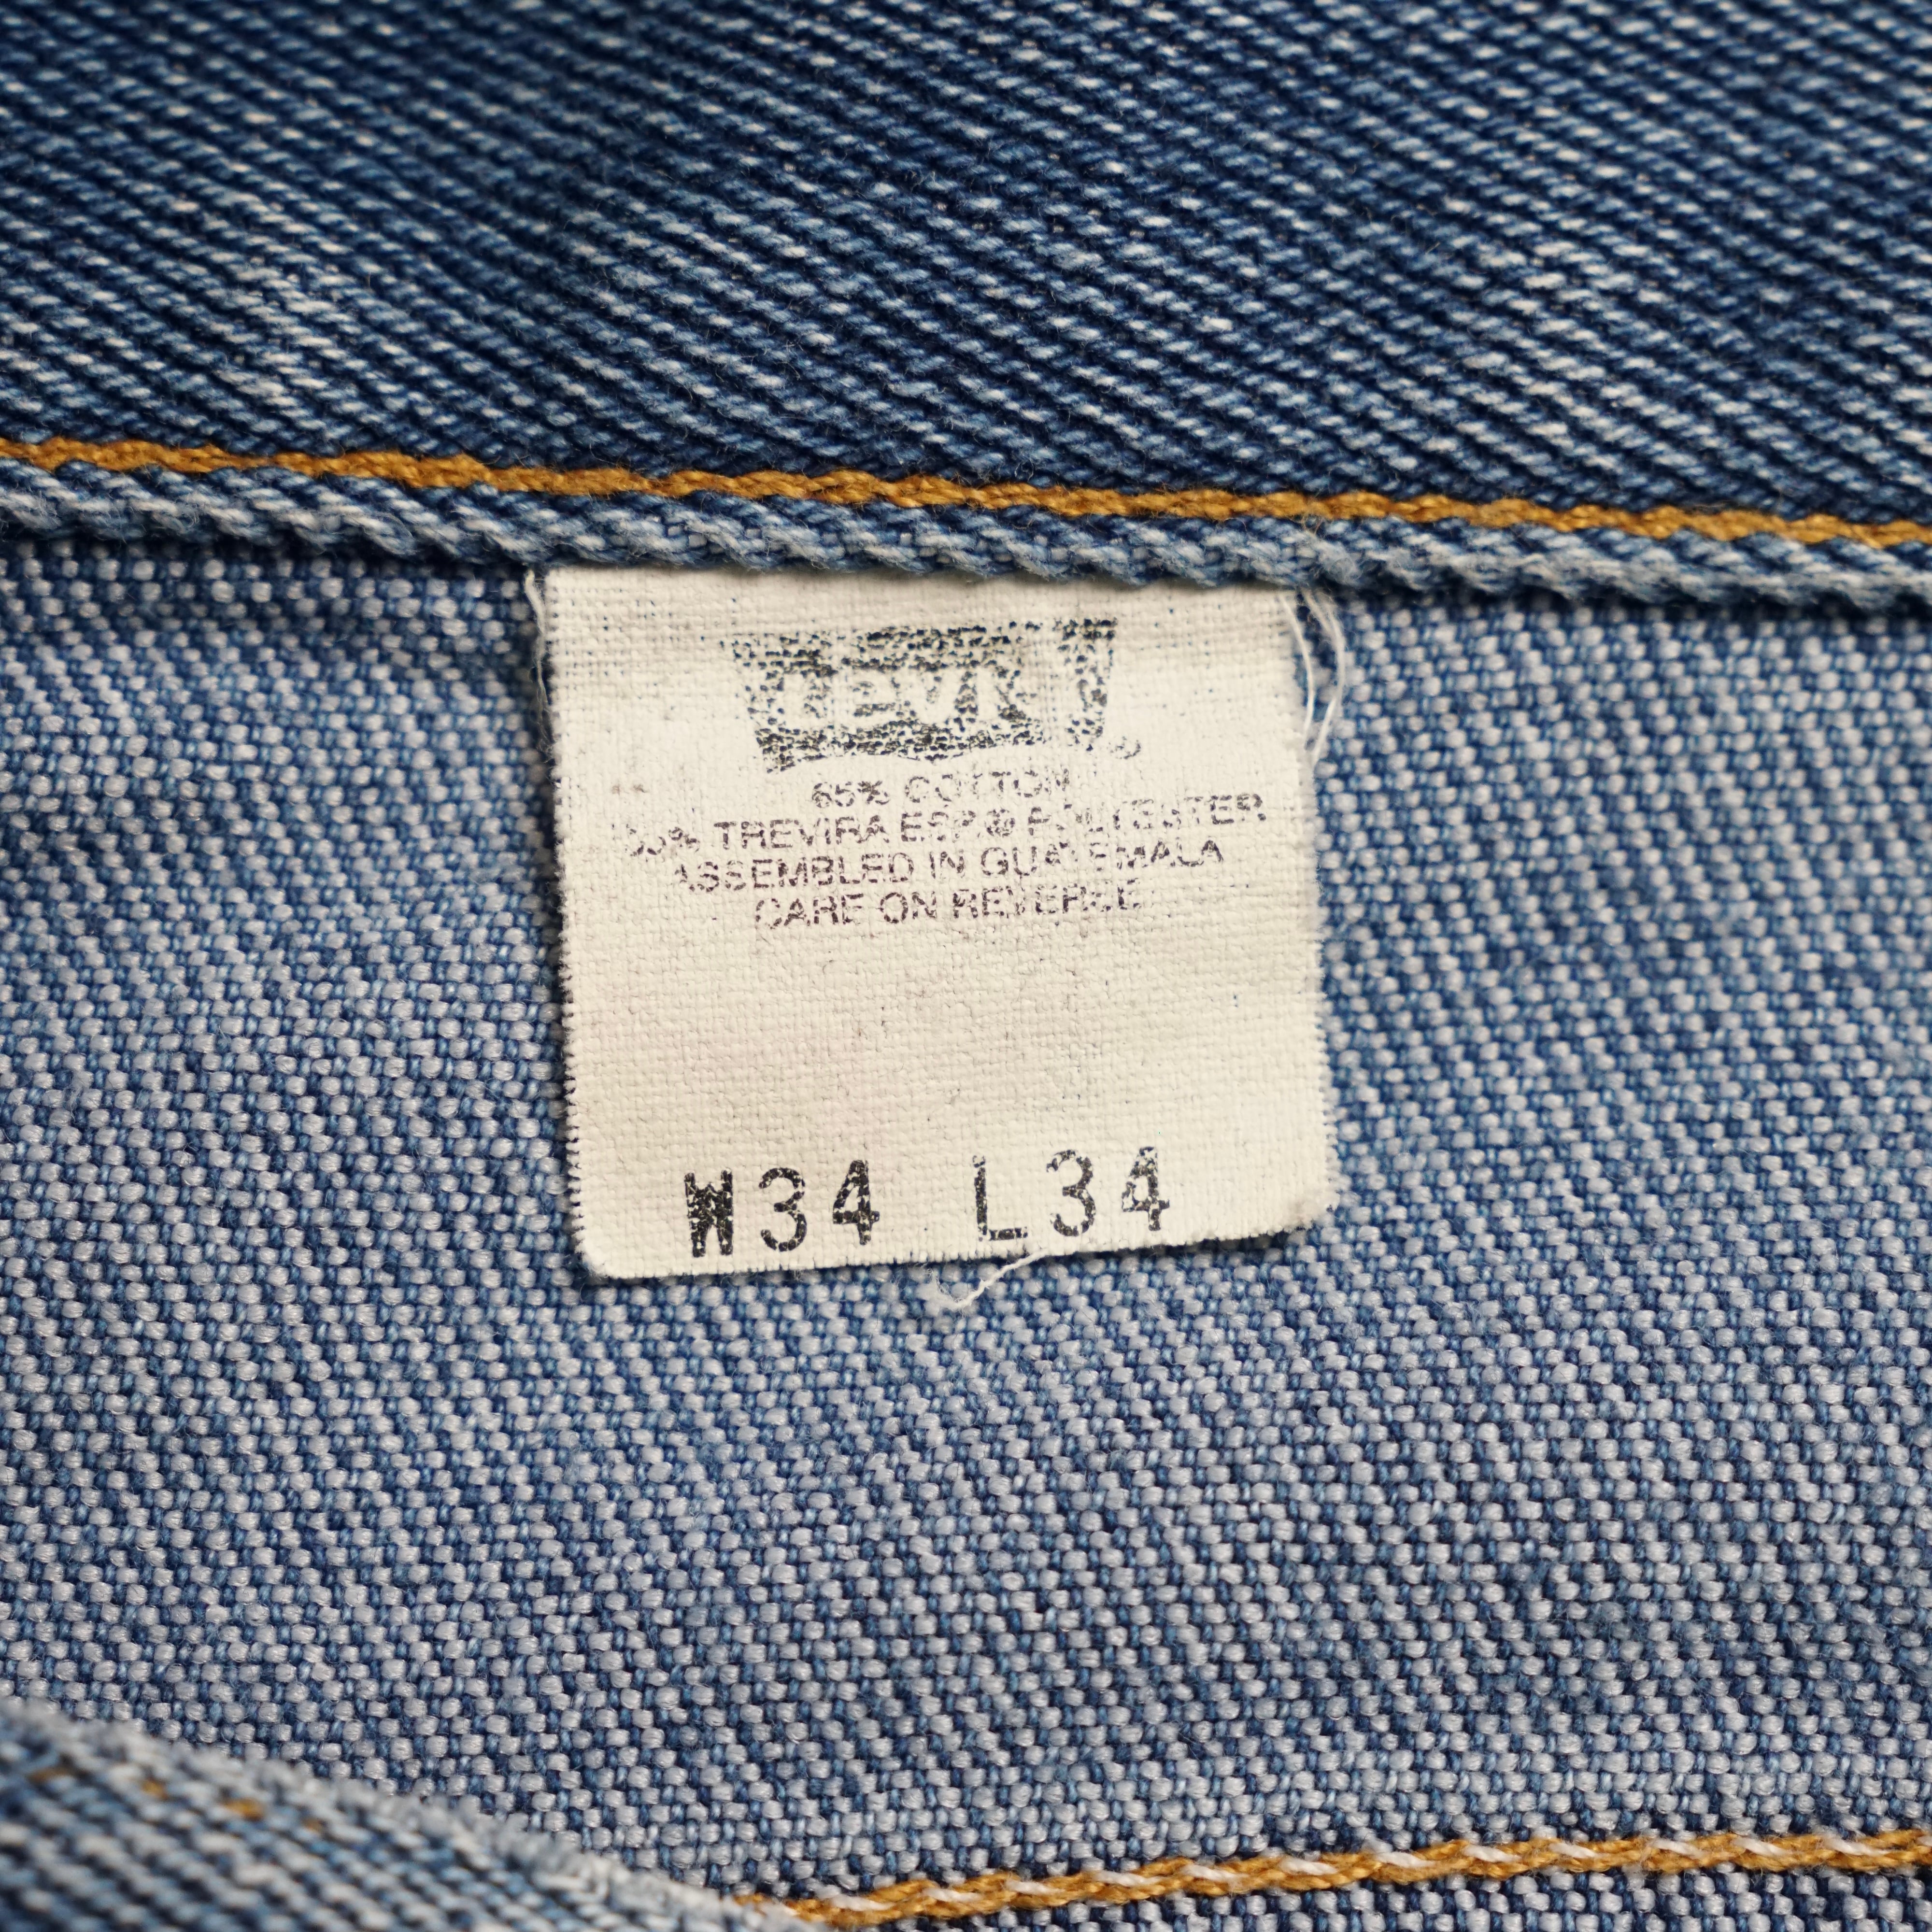 Levi's ®
65% COTTON
35% TREVIRA ESP® POLYESTER
ASSEMBLED IN GUATEMALA
CARE ON REVERSE
W34 L34